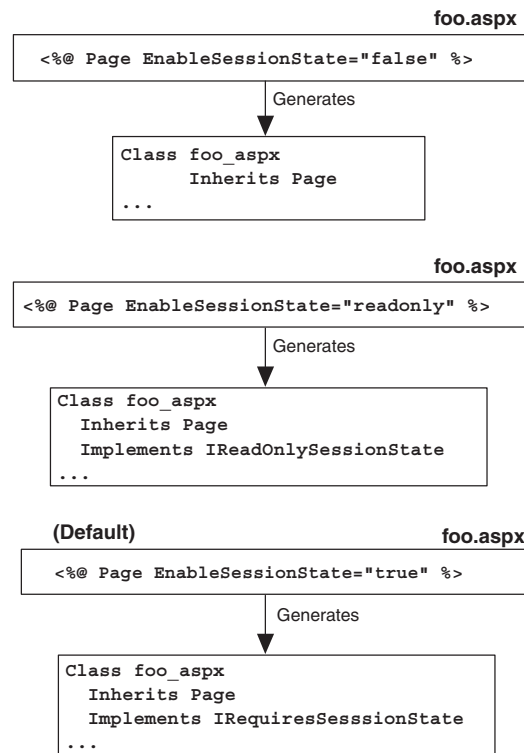 foo.aspx
<%@ Page EnableSessionState="false" %>
Generates
Class foo_aspx
Inherits Page
...
foo.aspx
<%@ Page EnableSessionState="readonly" %>
Generates
Class foo_aspx
Inherits Page
Implements IReadOnlySessionState
...
(Default) foo.aspx
<%@ Page EnableSessionState="true" %>
Generates
Class foo_aspx
Inherits Page
Implements IRequiresSesssionState
...